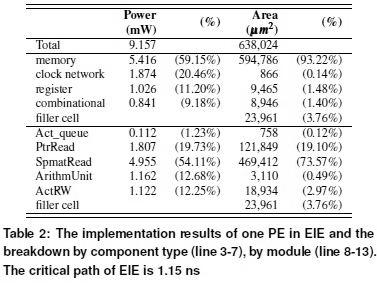 Power (mW) (%) Area (μm²) (%)
Total 9.157 638,024
memory 5.416 (59.15%) 594,786 (93.22%)
clock network 1.874 (20.46%) 866 (0.14%)
register 1.026 (11.20%) 9,465 (1.48%)
combinational 0.841 (9.18%) 8,946 (1.40%)
filler cell 23,961 (3.76%)
Act_queue 0.112 (1.23%) 758 (0.12%)
PtrRead 1.807 (19.73%) 121,849 (19.10%)
SpmatRead 4.955 (54.11%) 469,412 (73.57%)
ArithmUnit 1.162 (12.68%) 3,110 (0.49%)
ActRW 1.122 (12.25%) 18,934 (2.97%)
filler cell 23,961 (3.76%)
Table 2: The implementation results of one PE in EIE and the
breakdown by component type (line 3-7), by module (line 8-13).
The critical path of EIE is 1.15 ns